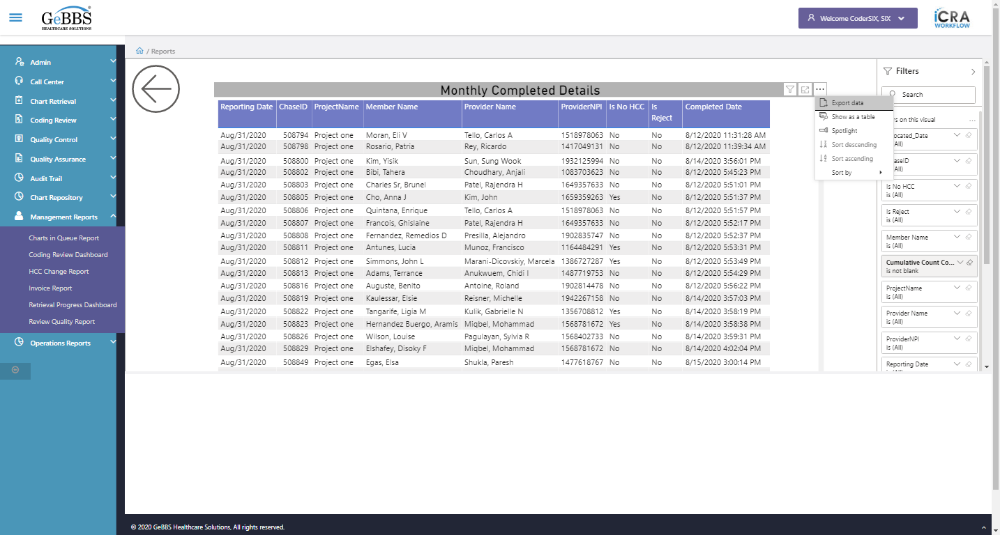 GeBBS
HEALTHCARE SOLUTIONS
Welcome CoderSIX, SIX
iCRA
WORKFLOW
/ Reports
Admin
Call Center
Chart Retrieval
Coding Review
Quality Control
Quality Assurance
Audit Trail
Chart Repository
Management Reports
Charts in Queue Report
Coding Review Dashboard
HCC Change Report
Invoice Report
Retrieval Progress Dashboard
Review Quality Report
Operations Reports
Monthly Completed Details
Reporting Date ChaseID ProjectName Member Name Provider Name ProviderNPI Is No HCC Is Reject Completed Date
Aug/31/2020 508794 Project one Moran, Eli V Tello, Carlos A 1518978063 No No 8/12/2020 11:31:28 AM
Aug/31/2020 508798 Project one Rosario, Patria Rey, Ricardo 1417049131 No No 8/12/2020 11:39:34 AM
Aug/31/2020 508800 Project one Kim, Yisik Sun, Sung Wook 1932125994 No No 8/14/2020 3:56:01 PM
Aug/31/2020 508802 Project one Bibi, Tahera Choudhary, Anjali 1083703623 No No 8/12/2020 5:45:23 PM
Aug/31/2020 508803 Project one Charles Sr, Brunel Patel, Rajendra H 1649357633 No No 8/12/2020 5:51:01 PM
Aug/31/2020 508805 Project one Cho, Anna J Kim, John 1659359263 Yes No 8/12/2020 5:51:37 PM
Aug/31/2020 508806 Project one Quintana, Enrique Tello, Carlos A 1518978063 No No 8/12/2020 5:51:57 PM
Aug/31/2020 508807 Project one Francois, Ghislaine Patel, Rajendra H 1649357633 No No 8/12/2020 5:52:17 PM
Aug/31/2020 508808 Project one Fernandez, Remedios D Presilla, Alejandro 1902835747 No No 8/12/2020 5:52:37 PM
Aug/31/2020 508811 Project one Antunes, Lucia Munoz, Francisco 1164484291 Yes No 8/12/2020 5:53:31 PM
Aug/31/2020 508812 Project one Simmons, John L Marani-Dicovskiy, Marcela 1386727287 Yes No 8/12/2020 5:53:49 PM
Aug/31/2020 508813 Project one Adams, Terrance Anukwuem, Chidi I 1487719753 No No 8/12/2020 5:54:29 PM
Aug/31/2020 508816 Project one Auguste, Benito Antoine, Roland 1902814478 No No 8/12/2020 5:56:22 PM
Aug/31/2020 508819 Project one Kaulessar, Elsie Reisner, Michelle 1942267158 No No 8/14/2020 3:57:03 PM
Aug/31/2020 508822 Project one Tangarife, Ligia M Kulik, Gabrielle N 1356708812 Yes No 8/14/2020 3:58:19 PM
Aug/31/2020 508823 Project one Hernandez Buergo, Aramis Miqbel, Mohammad 1568781672 Yes No 8/14/2020 3:58:38 PM
Aug/31/2020 508826 Project one Wilson, Louise Pagulayan, Sylvia R 1568402733 No No 8/14/2020 3:59:31 PM
Aug/31/2020 508829 Project one Elshafey, Disoky F Miqbel, Mohammad 1568781672 No No 8/14/2020 4:02:04 PM
Aug/31/2020 508849 Project one Egas, Elsa Shukla, Paresh 1477618767 No No 8/15/2020 3:00:14 PM
Export data
Show as a table
Spotlight
Sort descending
Sort ascending
Sort by
Filters
Search
rs on this visual
ocated_Date
(All)
aseID
(All)
Is No HCC
is (All)
Is Reject
is (All)
Member Name
is (All)
Cumulative Count Co...
is not blank
ProjectName
is (All)
Provider Name
is (All)
ProviderNPI
is (All)
Reporting Date
© 2020 GeBBS Healthcare Solutions, All rights reserved.